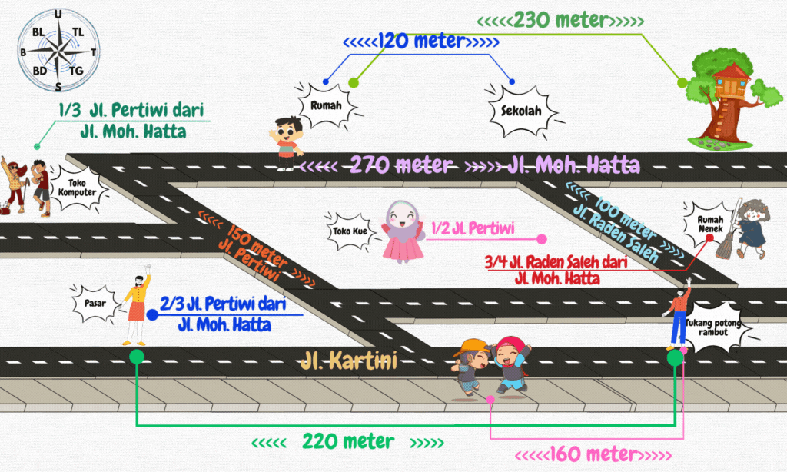 <<<<<230 meter>>>>>
<<<<<120 meter>>>>>
U
BL TL
B T
BD TG
S
1/3 Jl. Pertiwi dari
Jl. Moh. Hatta
Rumah
Sekolah
<<<<< 270 meter >>>>> Jl. Moh. Hatta
Toko
Komputer
<<<<< 100 meter >>>>>
Jl. Raden Saleh
<<<<< 150 meter >>>>>
Jl. Pertiwi
Toko Kue
1/2 Jl. Pertiwi
Rumah
Nenek
3/4 Jl. Raden Saleh dari
Jl. Moh. Hatta
Pasar
2/3 Jl. Pertiwi dari
Jl. Moh. Hatta
Tukang potong
rambut
Jl. Kartini
<<<<< 220 meter >>>>>
<<<<<160 meter>>>>>